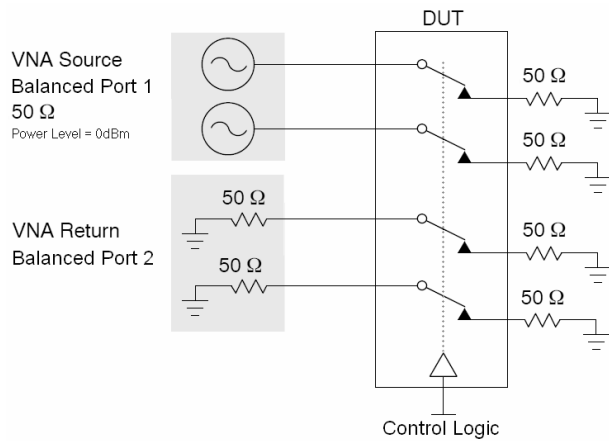 DUT
VNA Source
Balanced Port 1
50 Ω
Power Level = 0dBm
50 Ω
50 Ω
VNA Return
Balanced Port 2
50 Ω
50 Ω
50 Ω
50 Ω
Control Logic